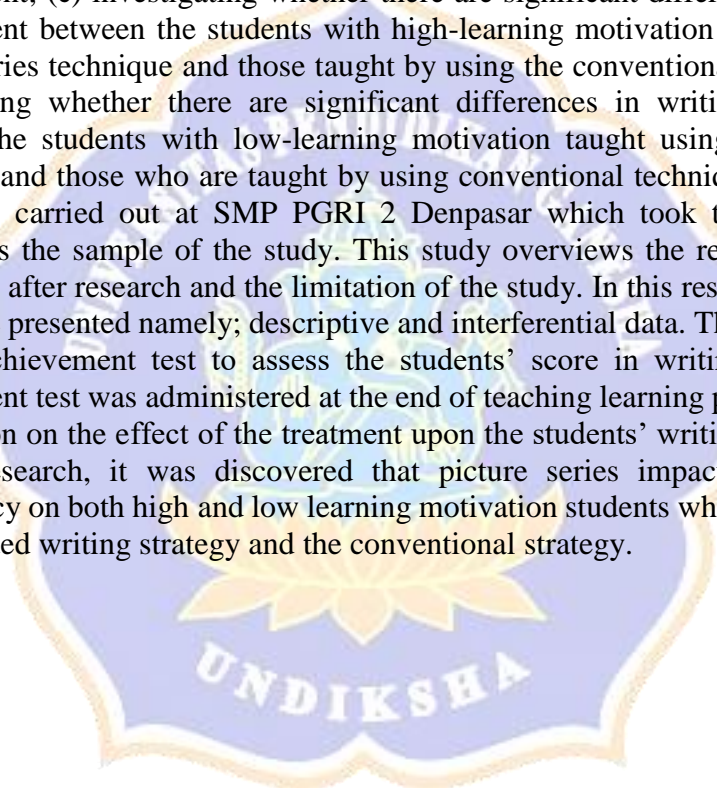 ent, (c) investigating whether there are significant differ
ent between the students with high-learning motivation
ries technique and those taught by using the conventiona
ng whether there are significant differences in writi
he students with low-learning motivation taught using
and those who are taught by using conventional techniq
carried out at SMP PGRI 2 Denpasar which took t
s the sample of the study. This study overviews the re
after research and the limitation of the study. In this res
presented namely; descriptive and interferential data. Th
chievement test to assess the students’ score in writin
ent test was administered at the end of teaching learning p
on on the effect of the treatment upon the students’ writi
search, it was discovered that picture series impac
cy on both high and low learning motivation students wh
ed writing strategy and the conventional strategy.
UNIVERSITAS PENDIDIKAN GANESHA
UNDIKSHA